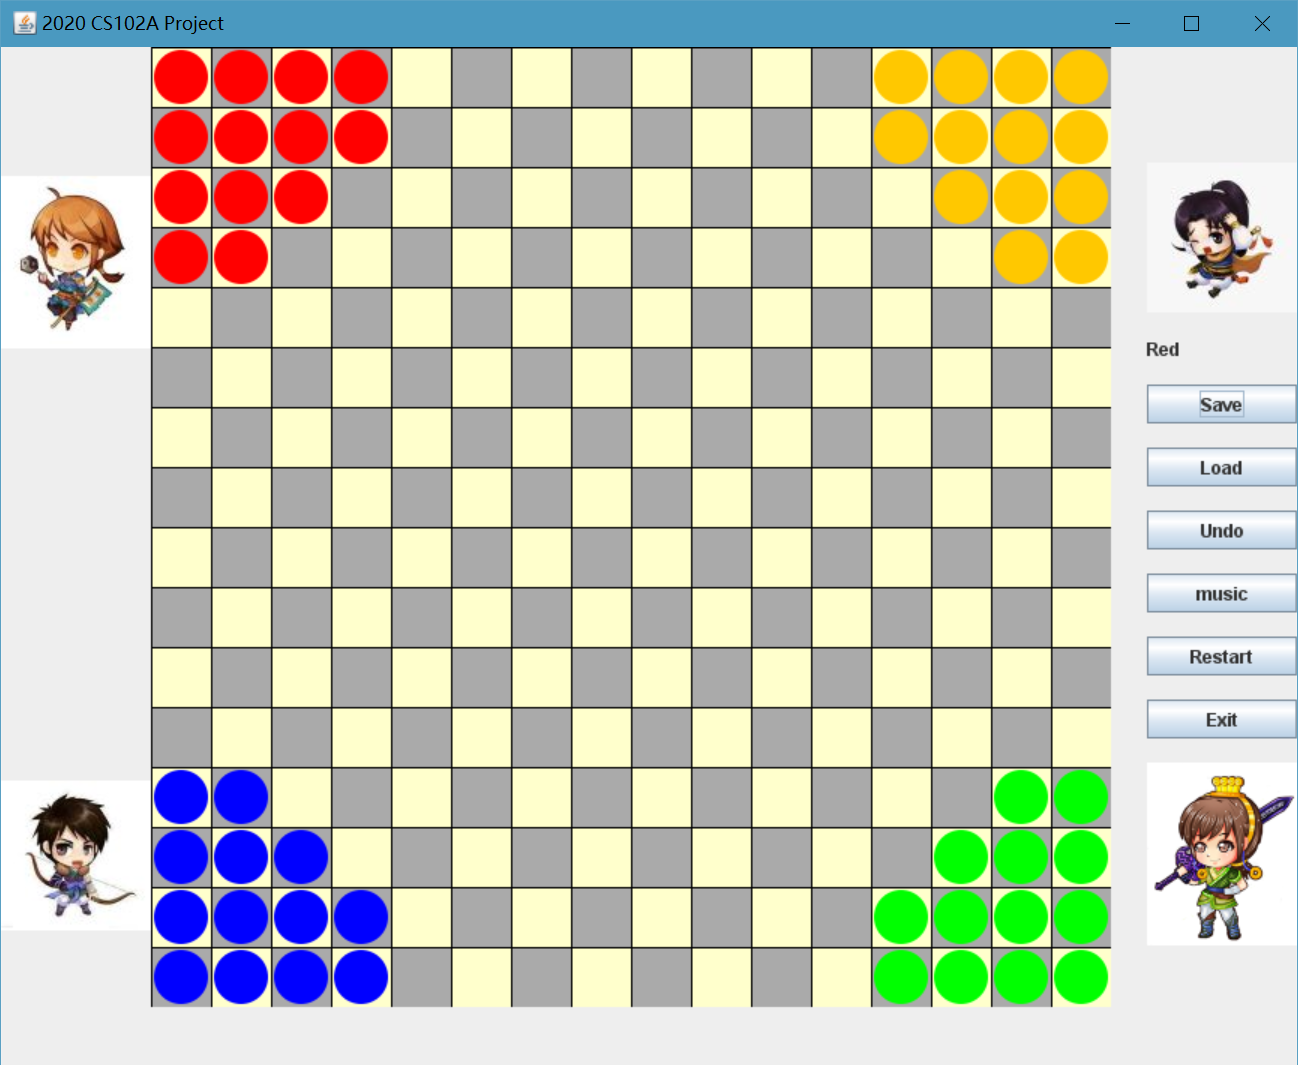 2020 CS102A Project
Red
Save
Load
Undo
music
Restart
Exit